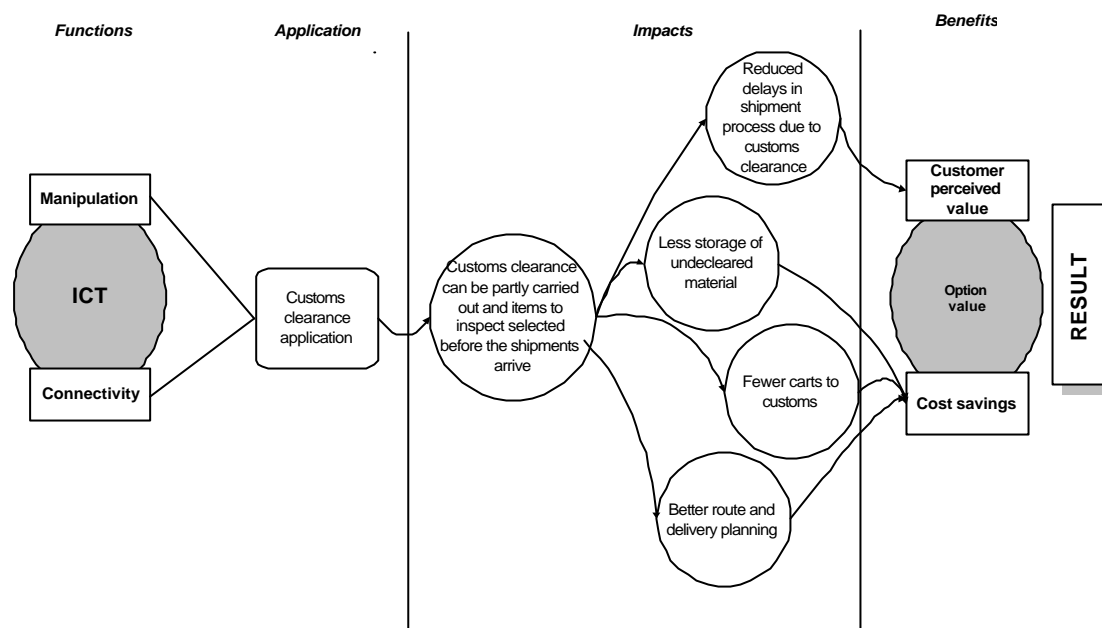 Functions
Application
Impacts
Benefits
Manipulation
ICT
Connectivity
Customs
clearance
application
Customs clearance
can be partly carried
out and items to
inspect selected
before the shipments
arrive
Reduced
delays in
shipment
process due to
customs
clearance
Less storage of
undecleared
material
Fewer carts to
customs
Better route and
delivery planning
Customer
perceived
value
Option
value
Cost savings
RESULT